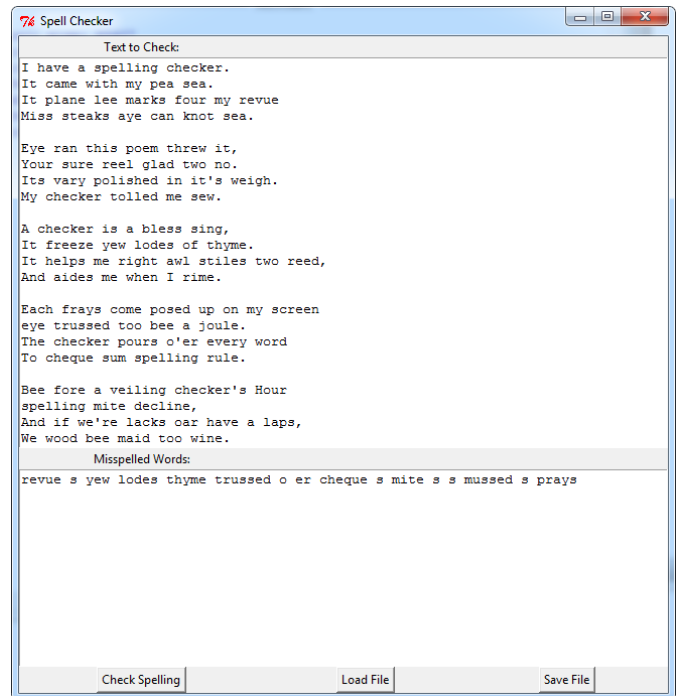 Spell Checker
Text to Check:
I have a spelling checker.
It came with my pea sea.
It plane lee marks four my revue
Miss steaks aye can knot sea.
Eye ran this poem threw it,
Your sure reel glad two no.
Its vary polished in it's weigh.
My checker tolled me sew.
A checker is a bless sing,
It freeze yew lodes of thyme.
It helps me right awl stiles two reed,
And aides me when I rime.
Each frays come posed up on my screen
eye trussed too bee a joule.
The checker pours o'er every word
To cheque sum spelling rule.
Bee fore a veiling checker's Hour
spelling mite decline,
And if we're lacks oar have a laps,
We wood bee maid too wine.
Misspelled Words:
revue s yew lodes thyme trussed o er cheque s mite s s mussed s prays
Check Spelling Load File Save File